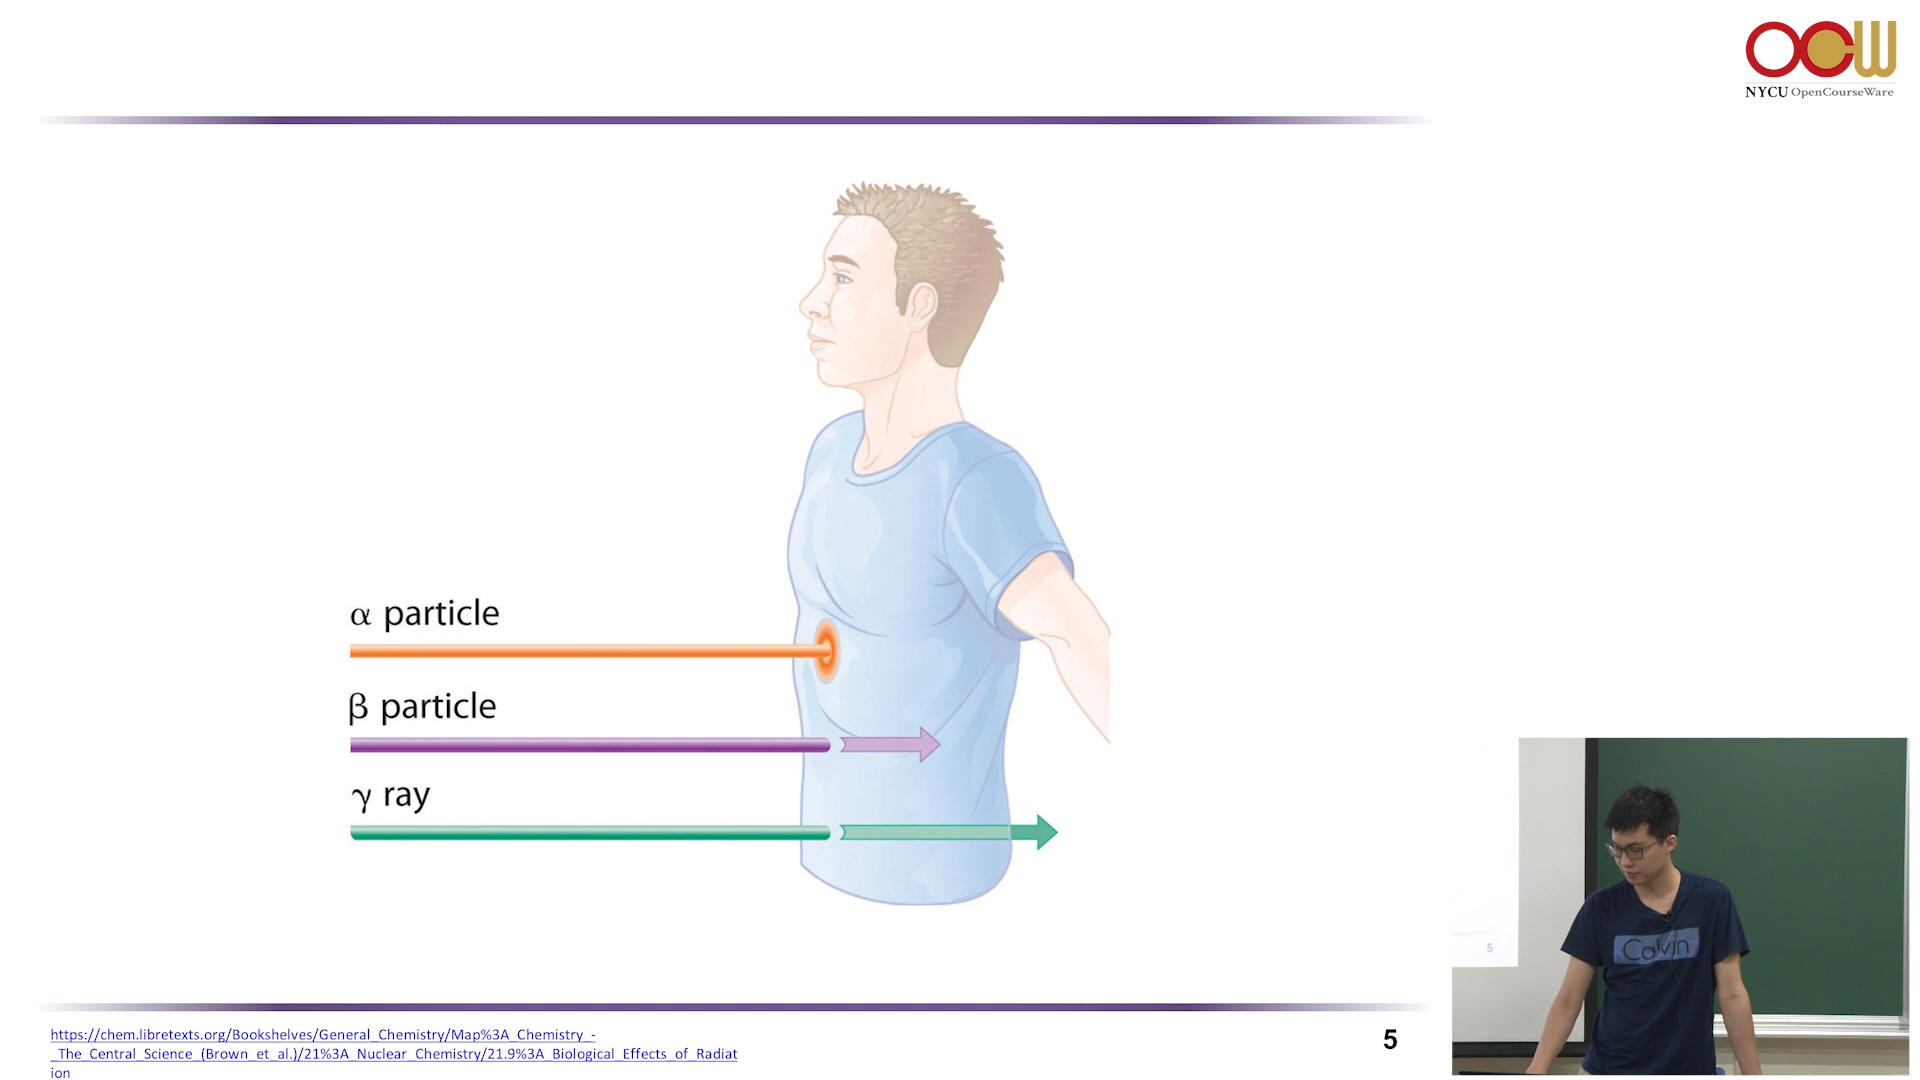 OCW
NYCU OpenCourseWare
α particle
β particle
γ ray
Calvin
5
https://chem.libretexts.org/Bookshelves/General_Chemistry/Map%3A_Chemistry_-
_The_Central_Science_(Brown_et_al.)/21%3A_Nuclear_Chemistry/21.9%3A_Biological_Effects_of_Radiat
ion
5